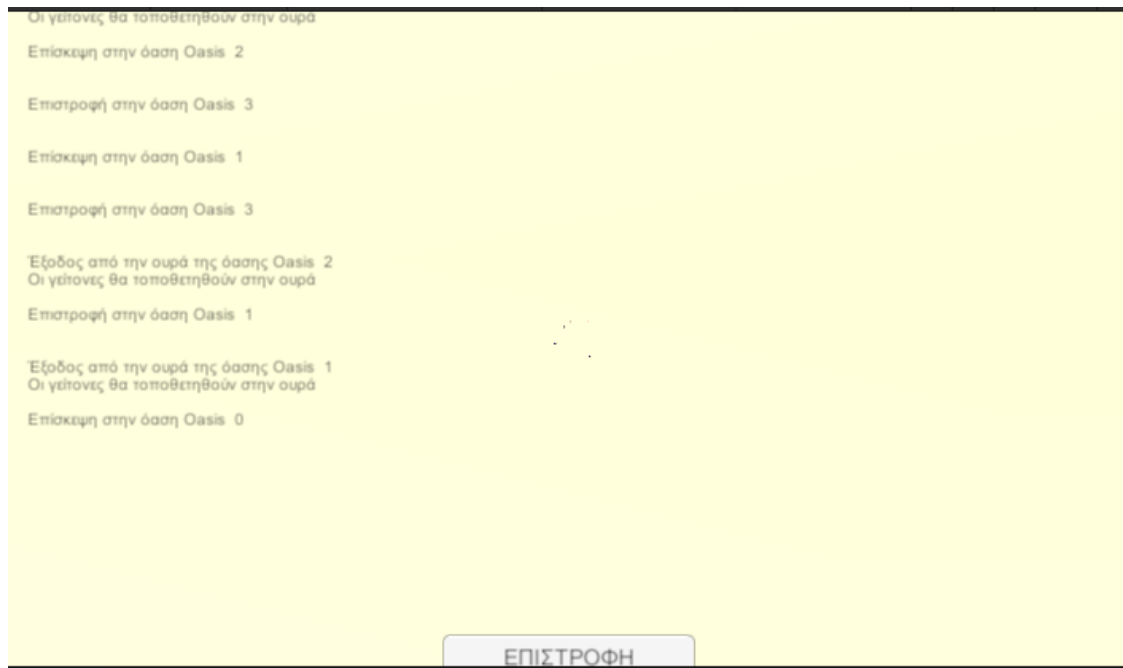 Οι γείτονες θα τοποθετηθούν στην ουρά
Επίσκεψη στην όαση Oasis 2
Επιστροφή στην όαση Oasis 3
Επίσκεψη στην όαση Oasis 1
Επιστροφή στην όαση Oasis 3
Έξοδος από την ουρά της όασης Oasis 2
Οι γείτονες θα τοποθετηθούν στην ουρά
Επιστροφή στην όαση Oasis 1
Έξοδος από την ουρά της όασης Oasis 1
Οι γείτονες θα τοποθετηθούν στην ουρά
Επίσκεψη στην όαση Oasis 0
ΕΠΙΣΤΡΟΦΗ